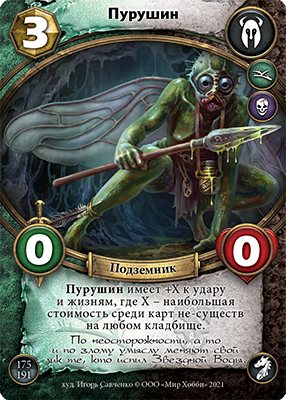 Пурушин
3
0
0
Подземник
Пурушин имеет +X к удару
и жизням, где X – наибольшая
стоимость среди карт не-существ
на любом кладбище.
По неосторожности, а то
и по злому умыслу меняют свой
лик те, кто испил Звездной Воды
175
191
худ. Игорь Савченко © ООО «Мир Хобби» 2021